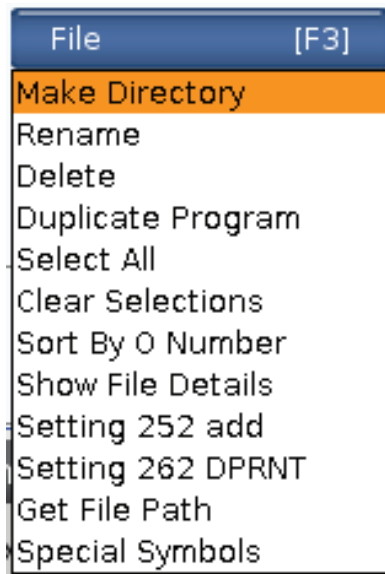 File [F3]
Make Directory
Rename
Delete
Duplicate Program
Select All
Clear Selections
Sort By O Number
Show File Details
Setting 252 add
Setting 262 DPRNT
Get File Path
Special Symbols